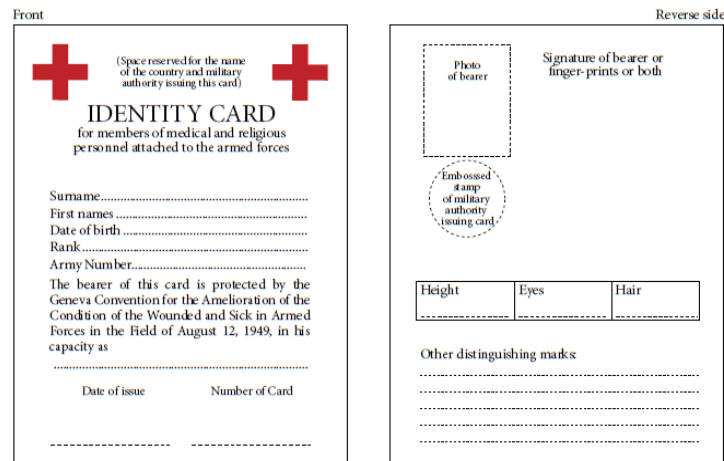 Front
Reverse side
(Space reserved for the name
of the country and military
authority issuing this card)
IDENTITY CARD
for members of medical and religious
personnel attached to the armed forces
Surname
First names
Date of birth
Rank
Army Number
The bearer of this card is protected by the
Geneva Convention for the Amelioration of the
Condition of the Wounded and Sick in Armed
Forces in the Field of August 12, 1949, in his
capacity as
Date of issue
Number of Card
Photo
of bearer
Signature of bearer or
finger-prints or both
Embosssed
stamp
of military
authority
issuing card
Height
Eyes
Hair
Other distinguishing marks: